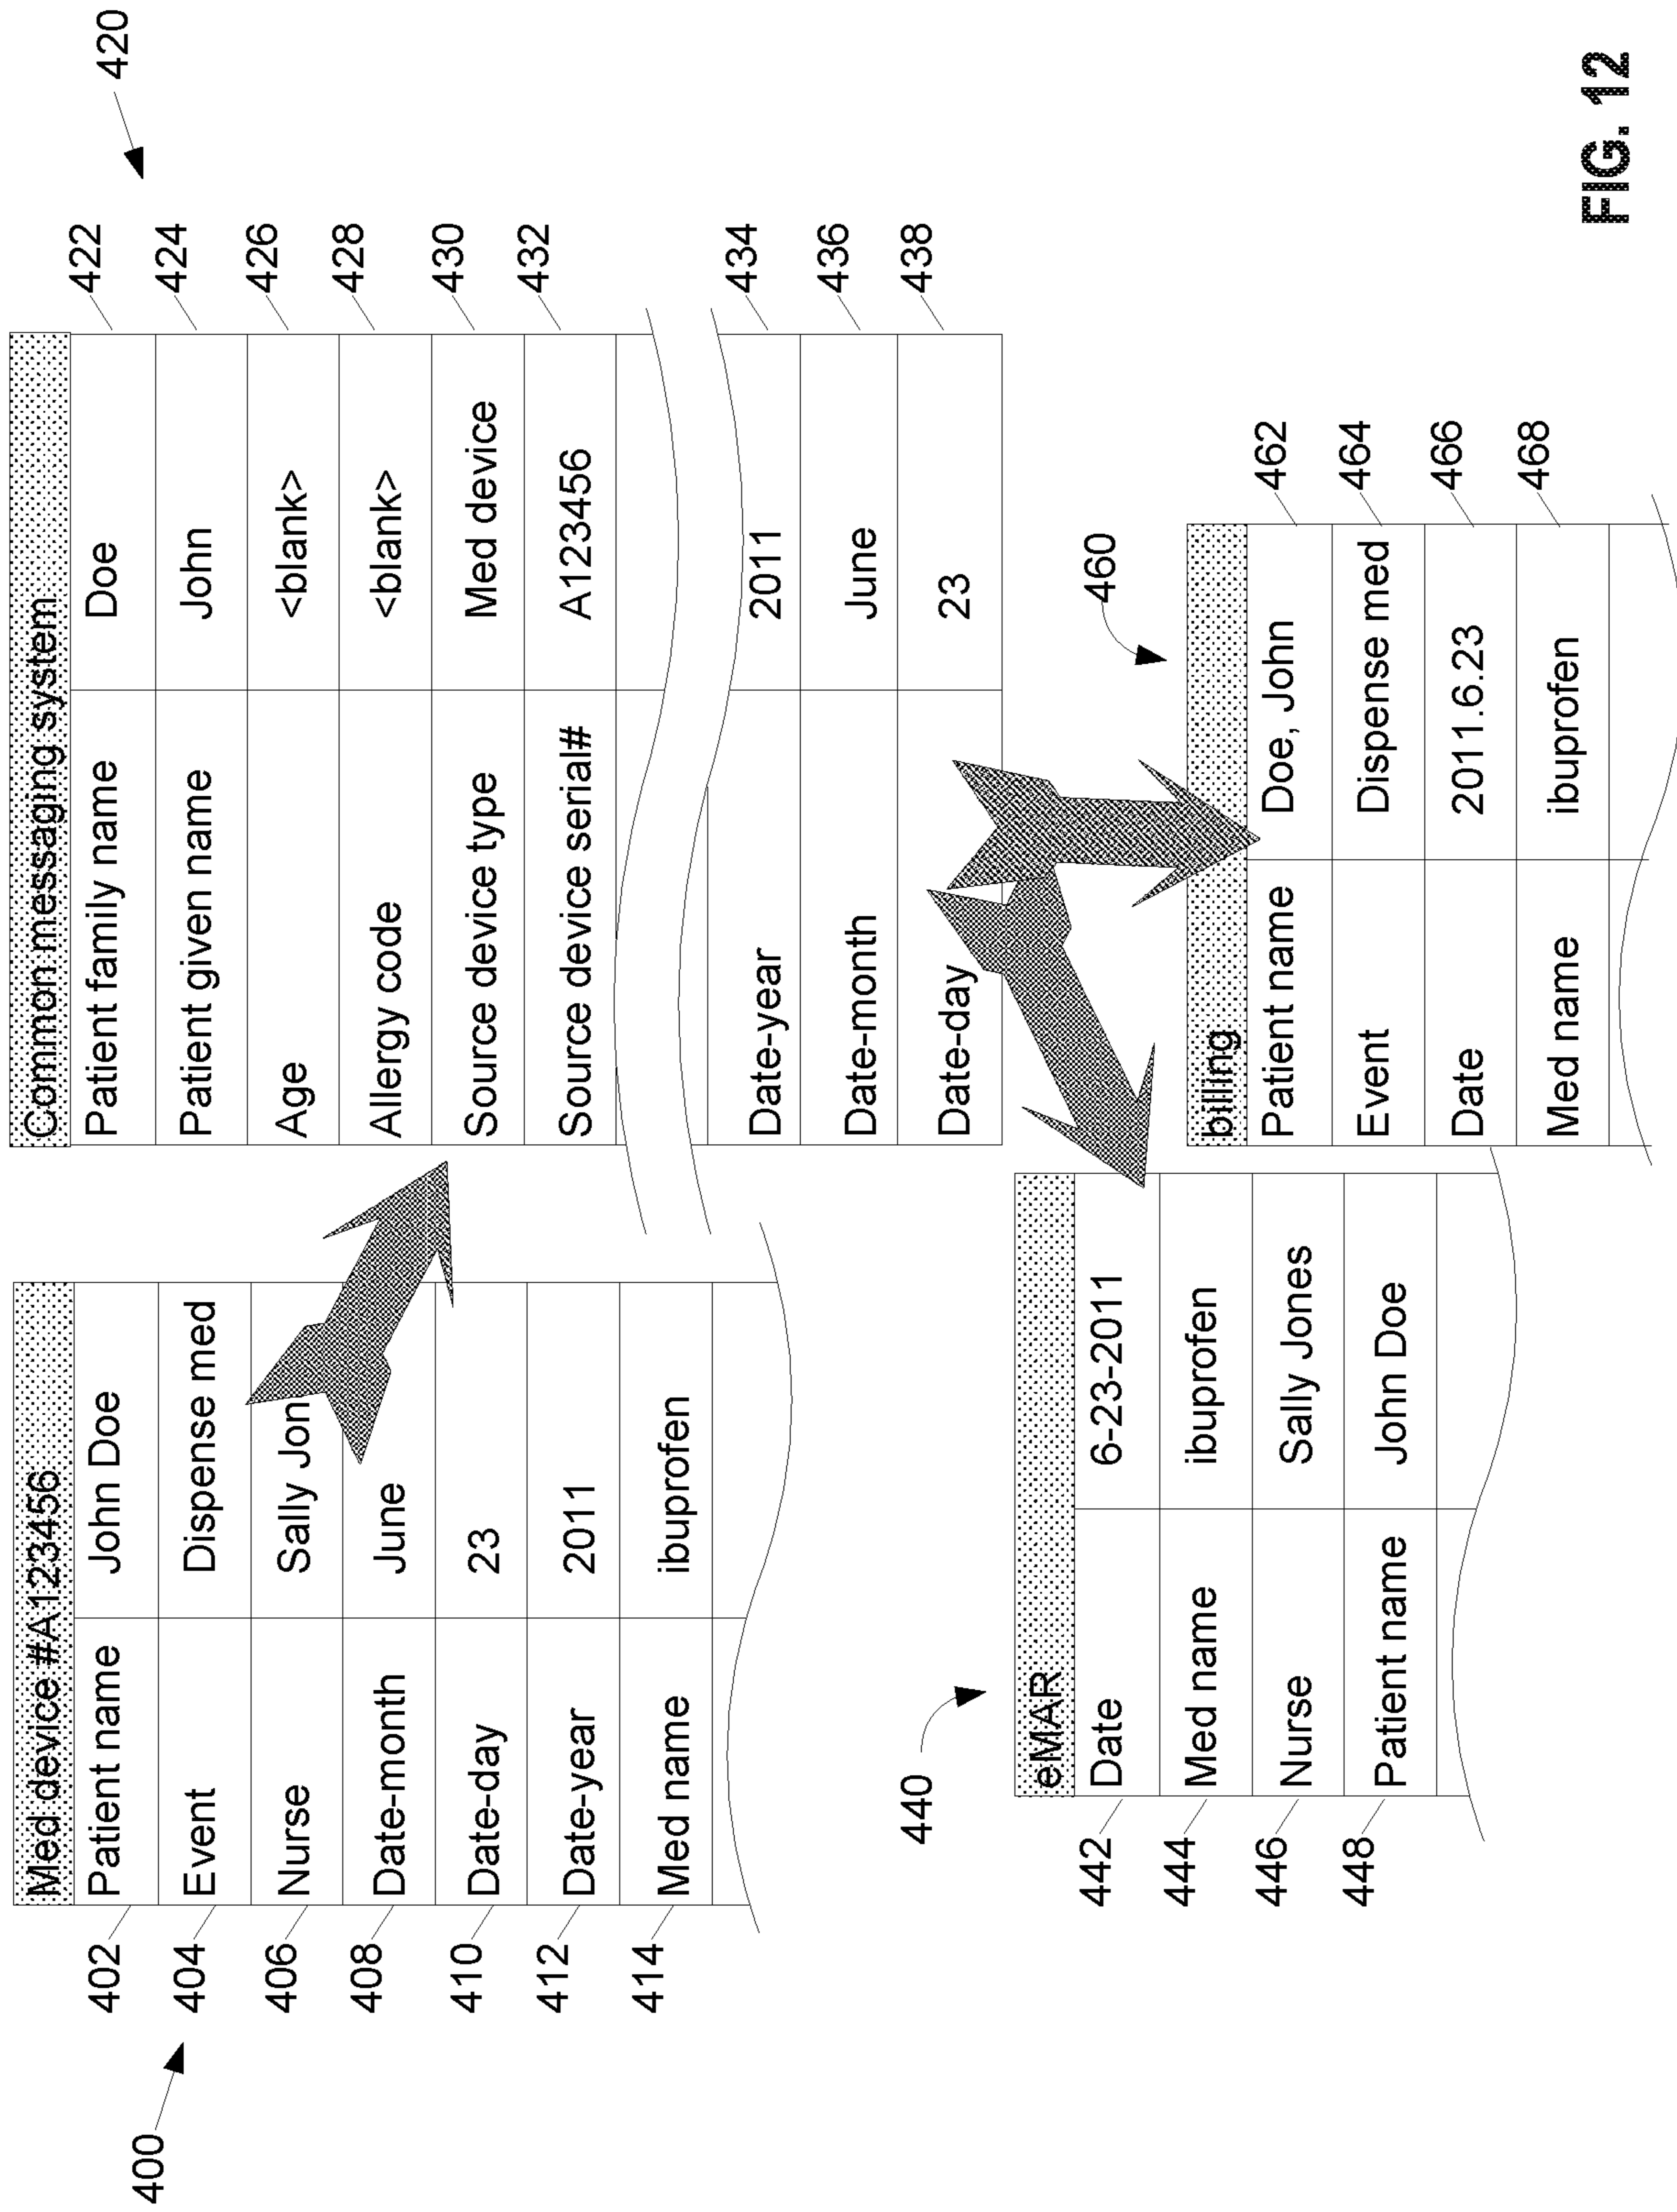 400
420
Med device #A123456
402 Patient name John Doe
404 Event Dispense med
406 Nurse Sally Jon
408 Date-month June
410 Date-day 23
412 Date-year 2011
414 Med name ibuprofen
Common messaging system
Patient family name Doe 422
Patient given name John 424
Age <blank> 426
Allergy code <blank> 428
Source device type Med device 430
Source device serial# A123456 432
Date-year 2011 434
Date-month June 436
Date-day 23 438
440
eMAR
442 Date 6-23-2011
444 Med name ibuprofen
446 Nurse Sally Jones
448 Patient name John Doe
460
billing
Patient name Doe, John 462
Event Dispense med 464
Date 2011.6.23 466
Med name ibuprofen 468
FIG. 12